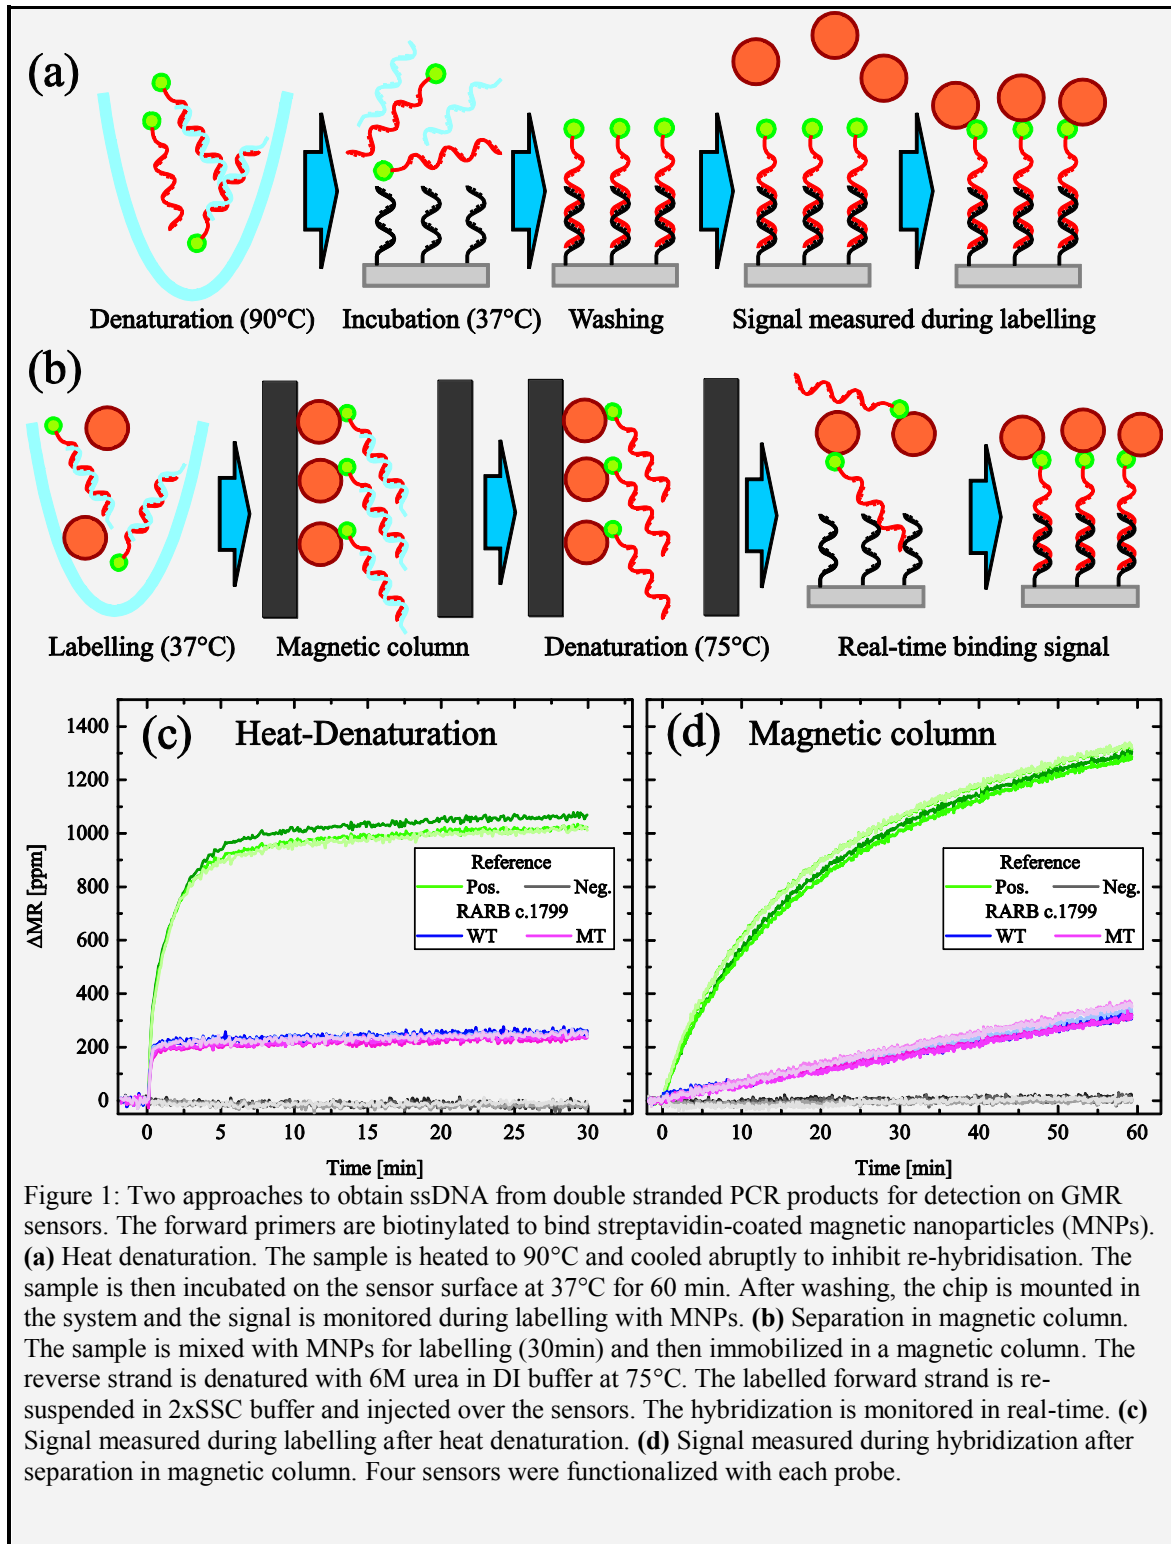 (a)
Denaturation (90°C)
Incubation (37°C)
Washing
Signal measured during labelling
(b)
Labelling (37°C)
Magnetic column
Denaturation (75°C)
Real-time binding signal
(c) Heat-Denaturation
1400
1200
1000
800
600
400
200
0
ΔMR [ppm]
Reference
Pos. Neg.
RARB c.1799
WT MT
0 5 10 15 20 25 30
Time [min]
(d) Magnetic column
Reference
Pos. Neg.
RARB c.1799
WT MT
0 10 20 30 40 50 60
Time [min]
Figure 1: Two approaches to obtain ssDNA from double stranded PCR products for detection on GMR
sensors. The forward primers are biotinylated to bind streptavidin-coated magnetic nanoparticles (MNPs).
(a) Heat denaturation. The sample is heated to 90°C and cooled abruptly to inhibit re-hybridisation. The
sample is then incubated on the sensor surface at 37°C for 60 min. After washing, the chip is mounted in
the system and the signal is monitored during labelling with MNPs. (b) Separation in magnetic column.
The sample is mixed with MNPs for labelling (30min) and then immobilized in a magnetic column. The
reverse strand is denatured with 6M urea in DI buffer at 75°C. The labelled forward strand is re-
suspended in 2xSSC buffer and injected over the sensors. The hybridization is monitored in real-time. (c)
Signal measured during labelling after heat denaturation. (d) Signal measured during hybridization after
separation in magnetic column. Four sensors were functionalized with each probe.